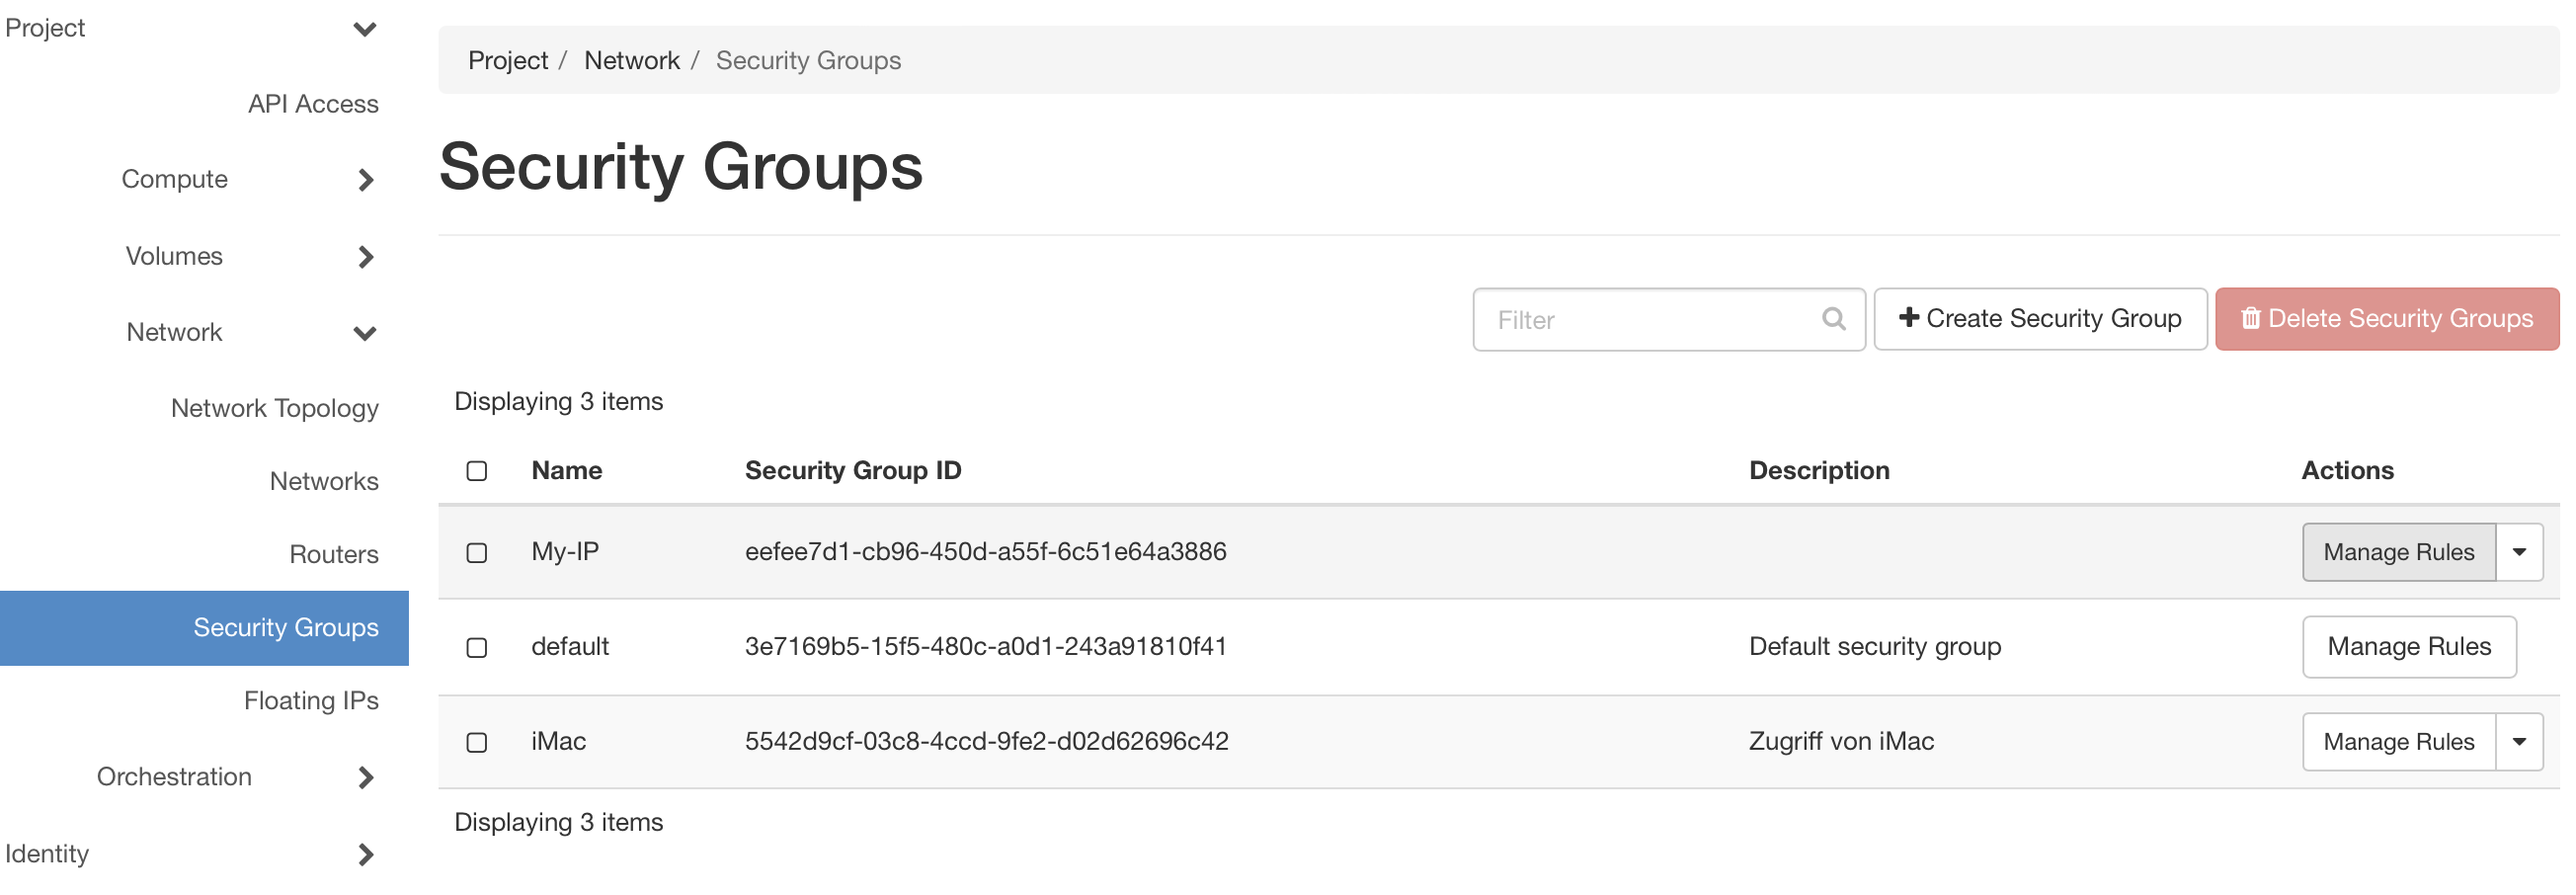 Project
API Access
Compute
Volumes
Network
Network Topology
Networks
Routers
Security Groups
Floating IPs
Orchestration
Identity
Project / Network / Security Groups
Security Groups
Filter
Create Security Group
Delete Security Groups
Displaying 3 items
Name Security Group ID Description Actions
My-IP eefee7d1-cb96-450d-a55f-6c51e64a3886 Manage Rules
default 3e7169b5-15f5-480c-a0d1-243a91810f41 Default security group Manage Rules
iMac 5542d9cf-03c8-4ccd-9fe2-d02d62696c42 Zugriff von iMac Manage Rules
Displaying 3 items